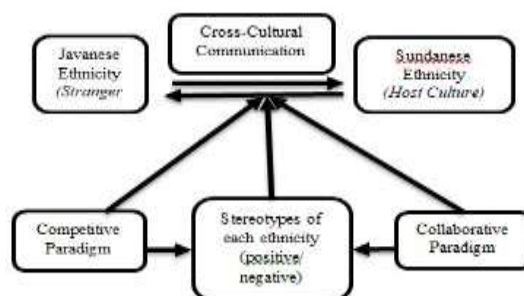 Cross-Cultural
Communication
Javanese
Ethnicity
(Stranger
Sundanese
Ethnicity
(Host Culture)
Competitive
Paradigm
Stereotypes of
each ethnicity
(positive/
negative)
Collaborative
Paradigm